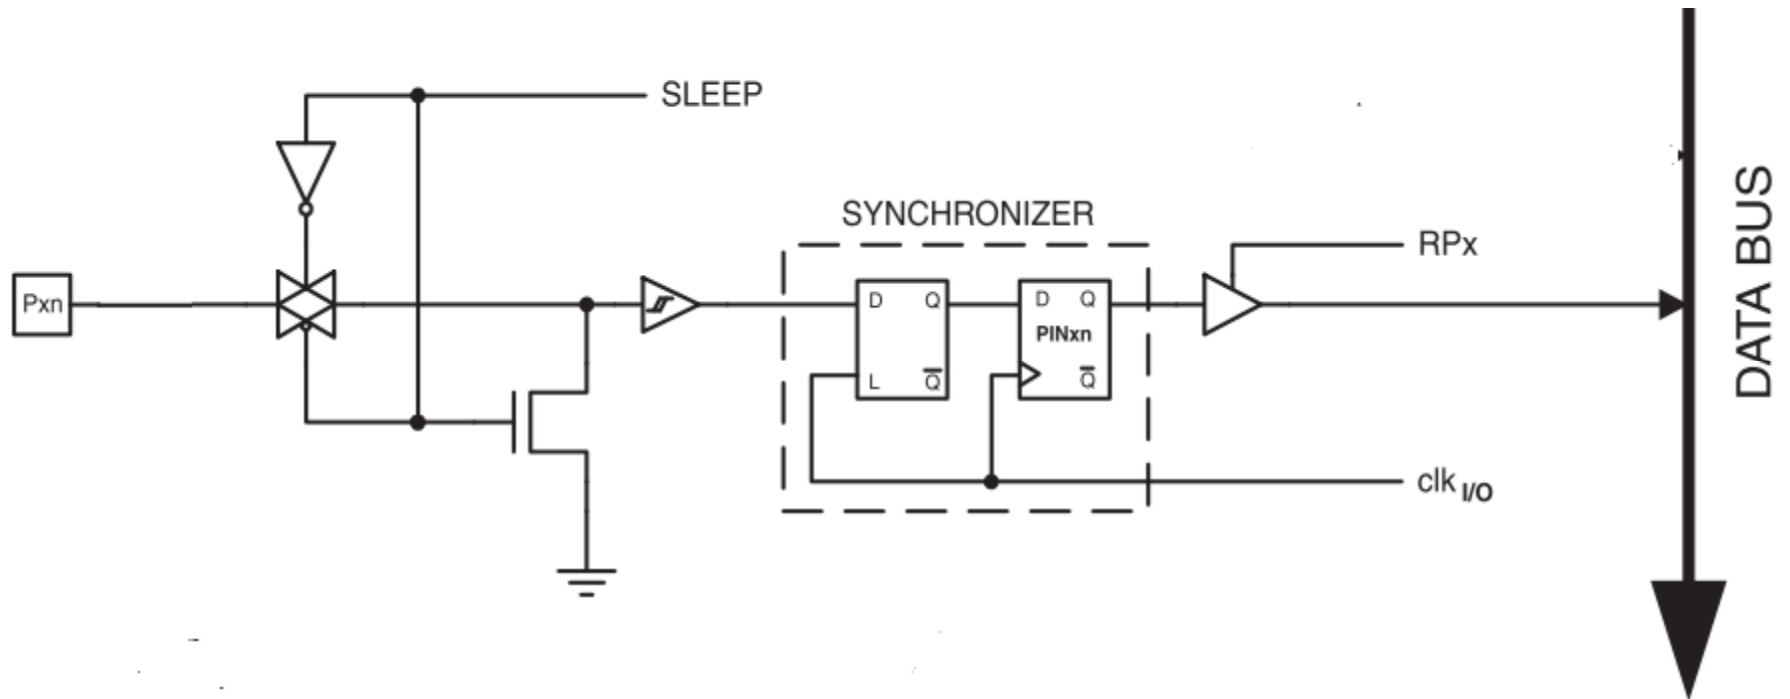 SLEEP
SYNCHRONIZER
RPx
Pxn
D Q
L Q̅
D Q
PINxn
Q̅
clk I/O
DATA BUS